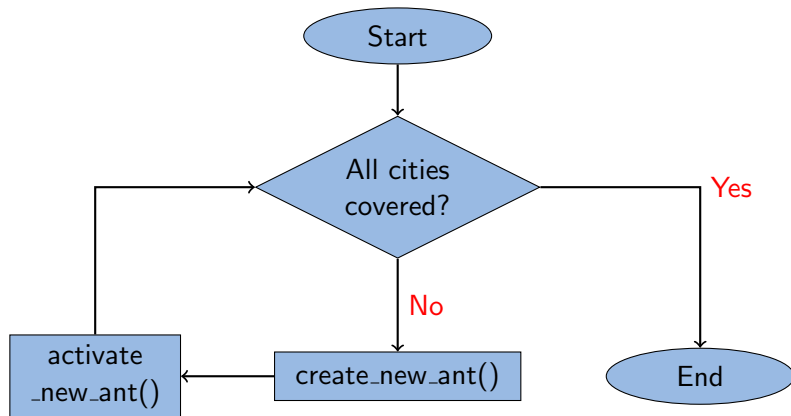 Start
All cities
covered?
Yes
No
activate
_new_ant()
create_new_ant()
End